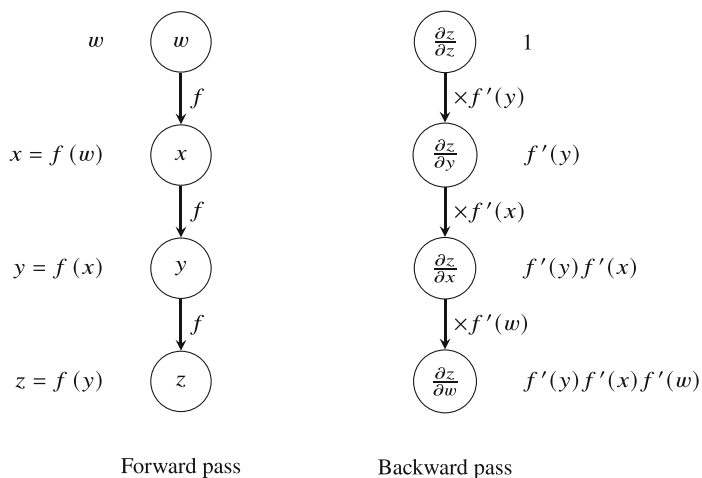 w w ∂z/∂z 1
f ×f′(y)
x = f (w) x ∂z/∂y f′(y)
f ×f′(x)
y = f (x) y ∂z/∂x f′(y)f′(x)
f ×f′(w)
z = f (y) z ∂z/∂w f′(y)f′(x)f′(w)
Forward pass Backward pass